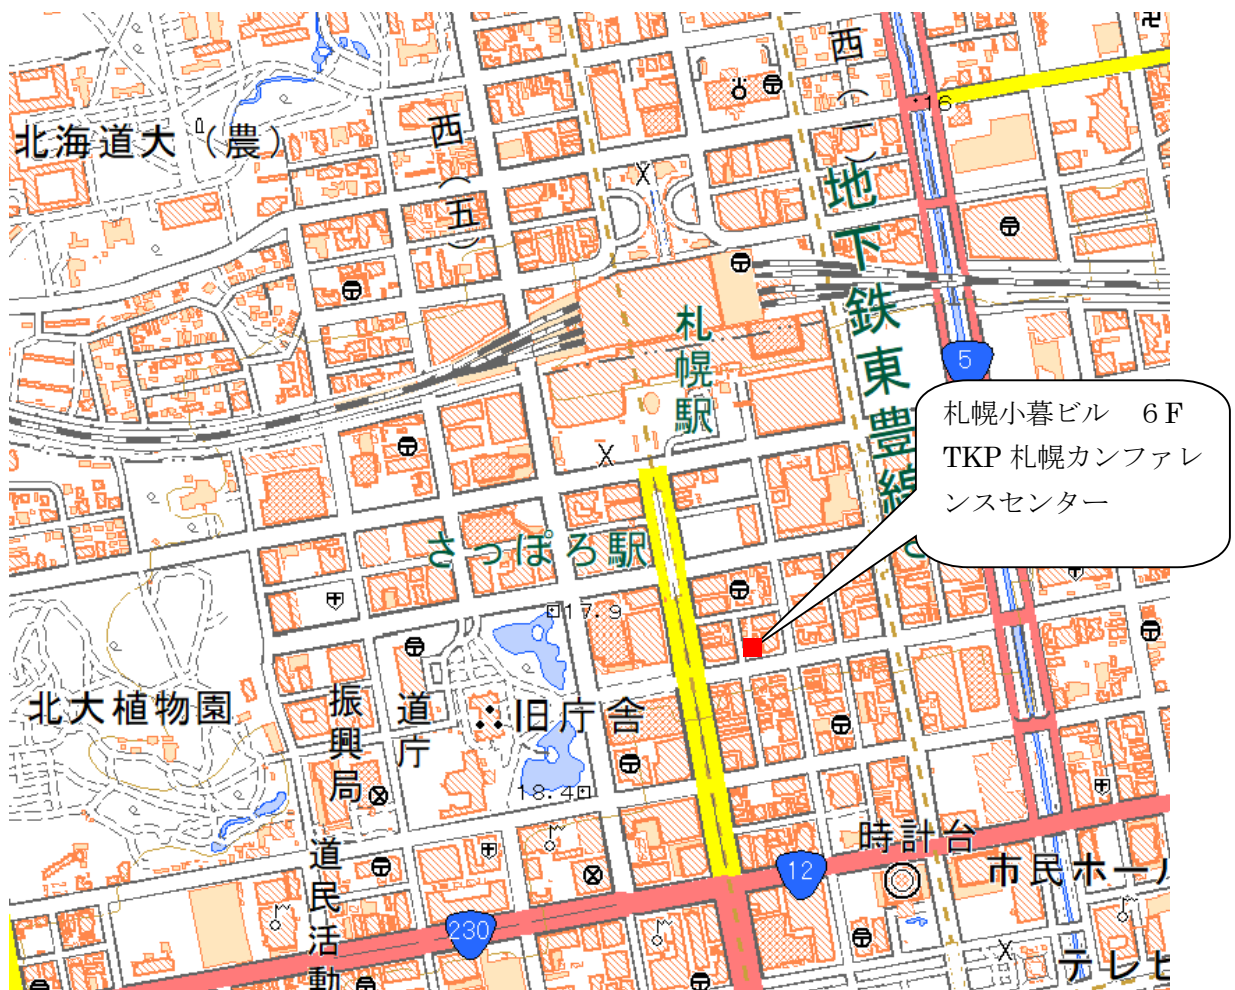 西(一)
16
北海道大(農)
西(五)
地下鉄東豊線
札幌駅
5
札幌小暮ビル　６F
TKP 札幌カンファレ
ンスセンター
さっぽろ駅
17.9
北大植物園
振興局
道庁
旧庁舎
18.4
時計台
12
市民ホール
道民活動
230
テレビ